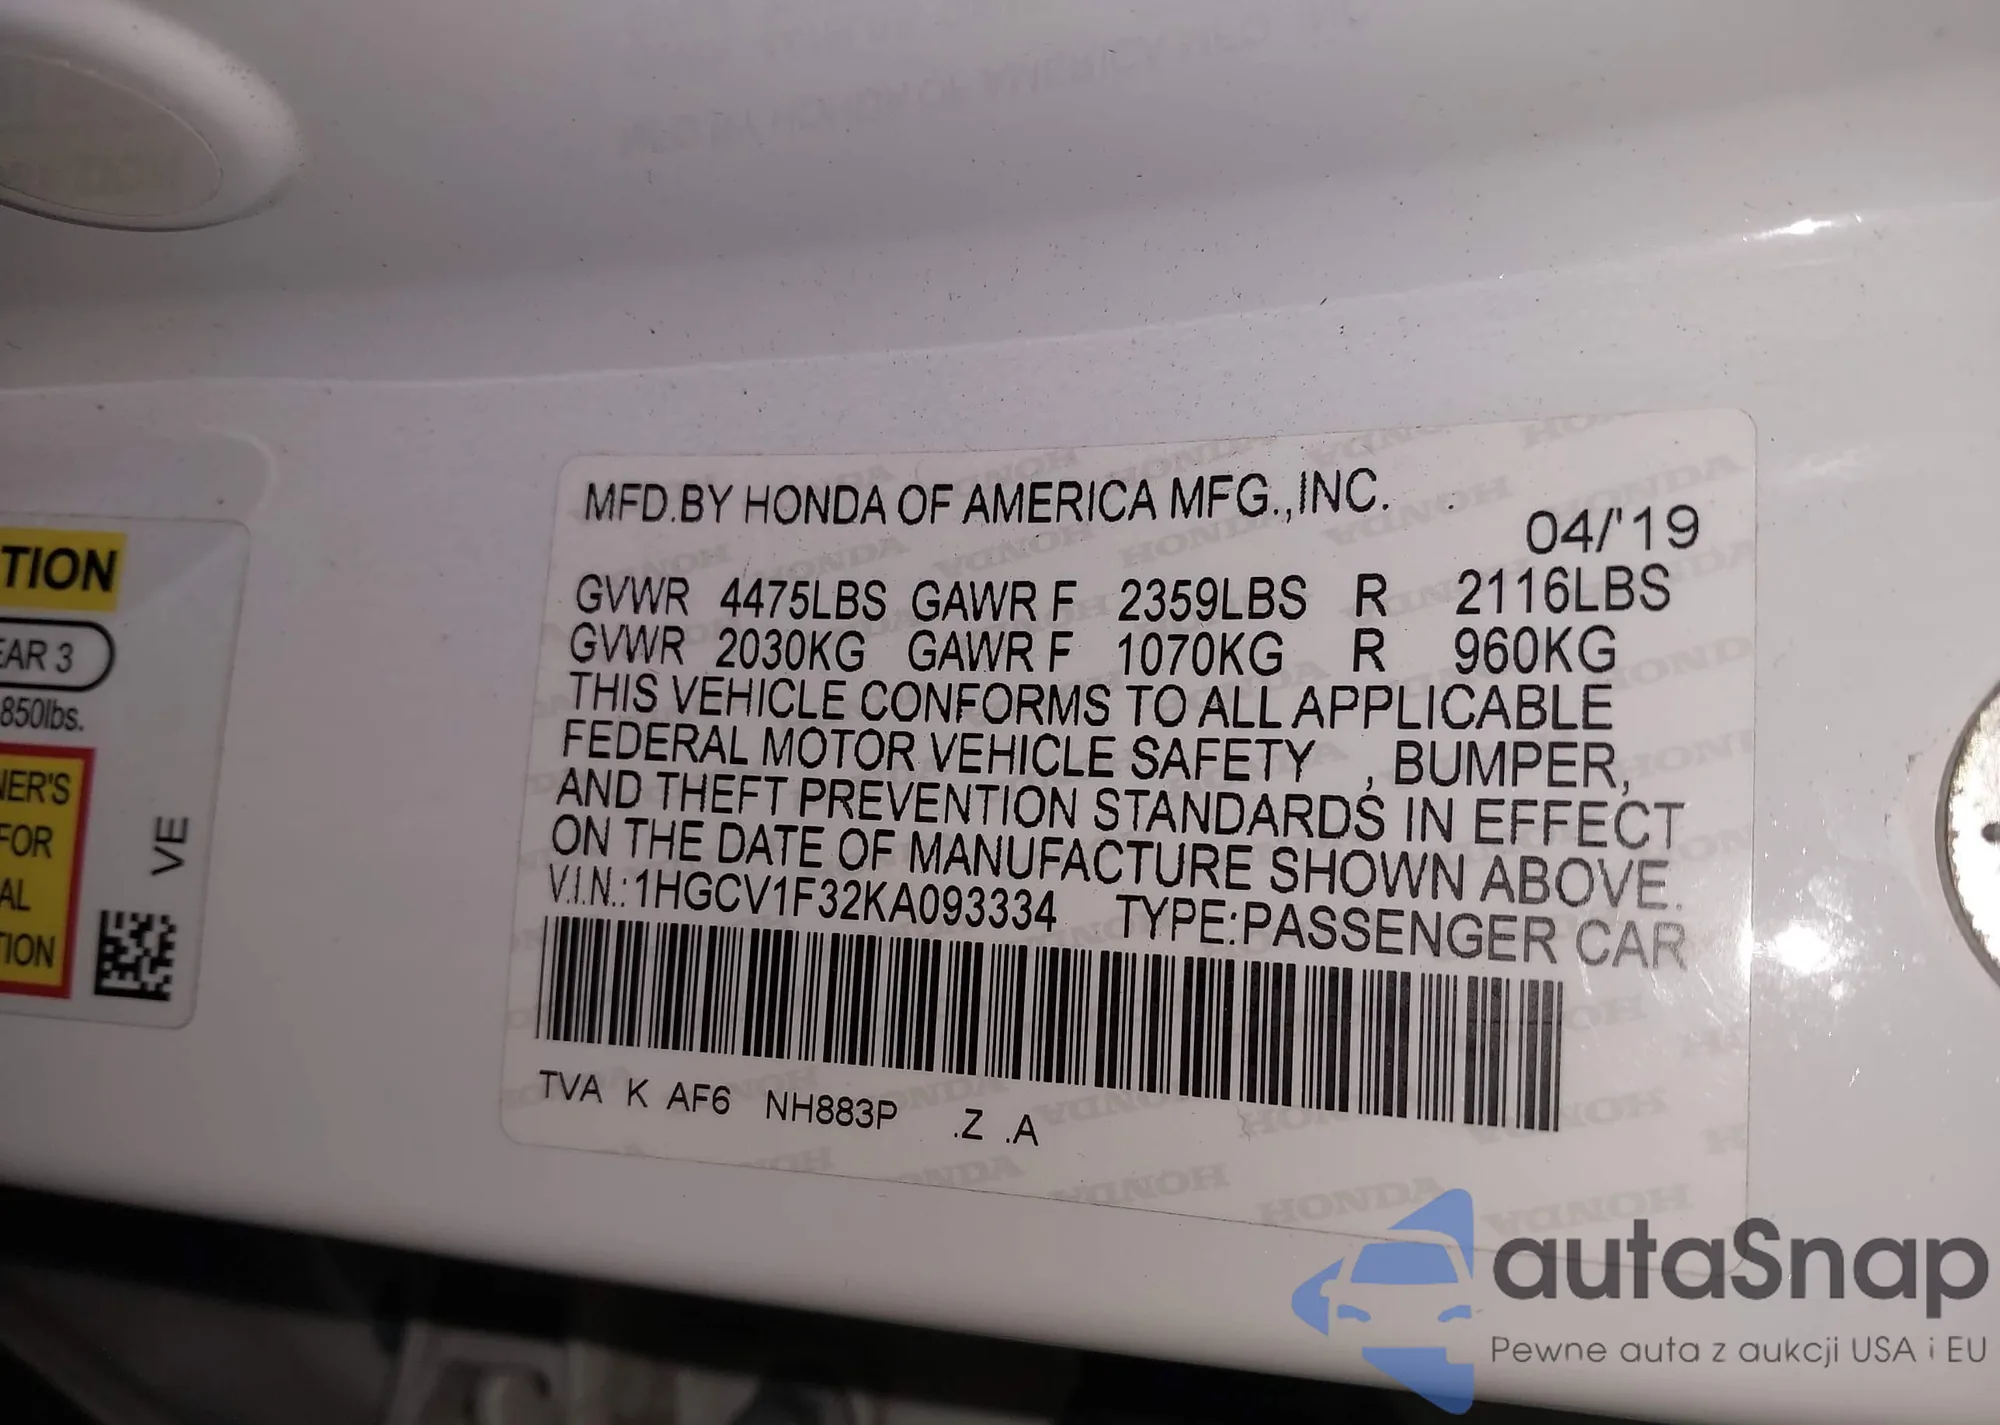 MFD.BY HONDA OF AMERICA MFG.,INC.
04/'19
GVWR 4475LBS GAWR F 2359LBS R 2116LBS
GVWR 2030KG GAWR F 1070KG R 960KG
THIS VEHICLE CONFORMS TO ALL APPLICABLE
FEDERAL MOTOR VEHICLE SAFETY , BUMPER,
AND THEFT PREVENTION STANDARDS IN EFFECT
ON THE DATE OF MANUFACTURE SHOWN ABOVE.
V.I.N.:1HGCV1F32KA093334 TYPE:PASSENGER CAR
TVA K AF6 NH883P .Z .A
TION
EAR 3
850lbs.
NER'S
FOR
AL
TION
VE
autaSnap
Pewne auta z aukcji USA i EU